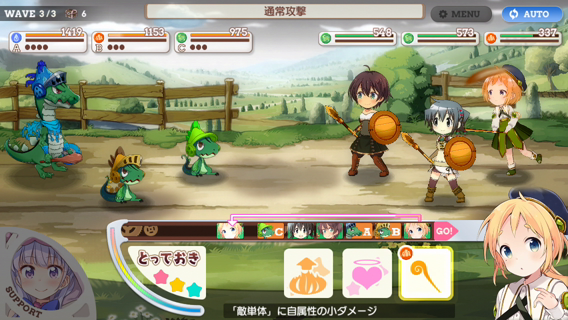 WAVE 3/3 6
通常攻撃
MENU
AUTO
1419
1153
975
548
573
337
A
B
C
C
A
B
GO!
とっておき
SUPPORT
「敵単体」に自属性の小ダメージ